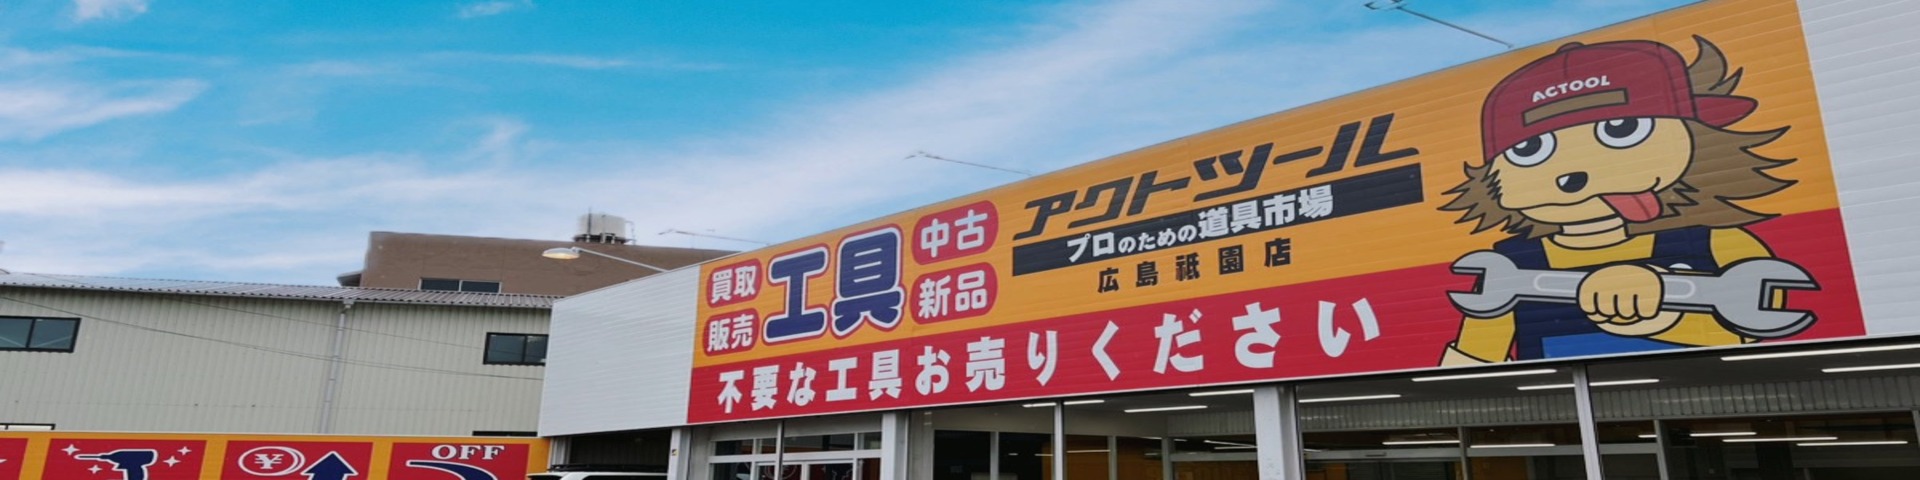 買取
販売
工具
中古
新品
アクトツール
プロのための道具市場
広島祇園店
不要な工具お売りください
ACTOOL
¥
OFF